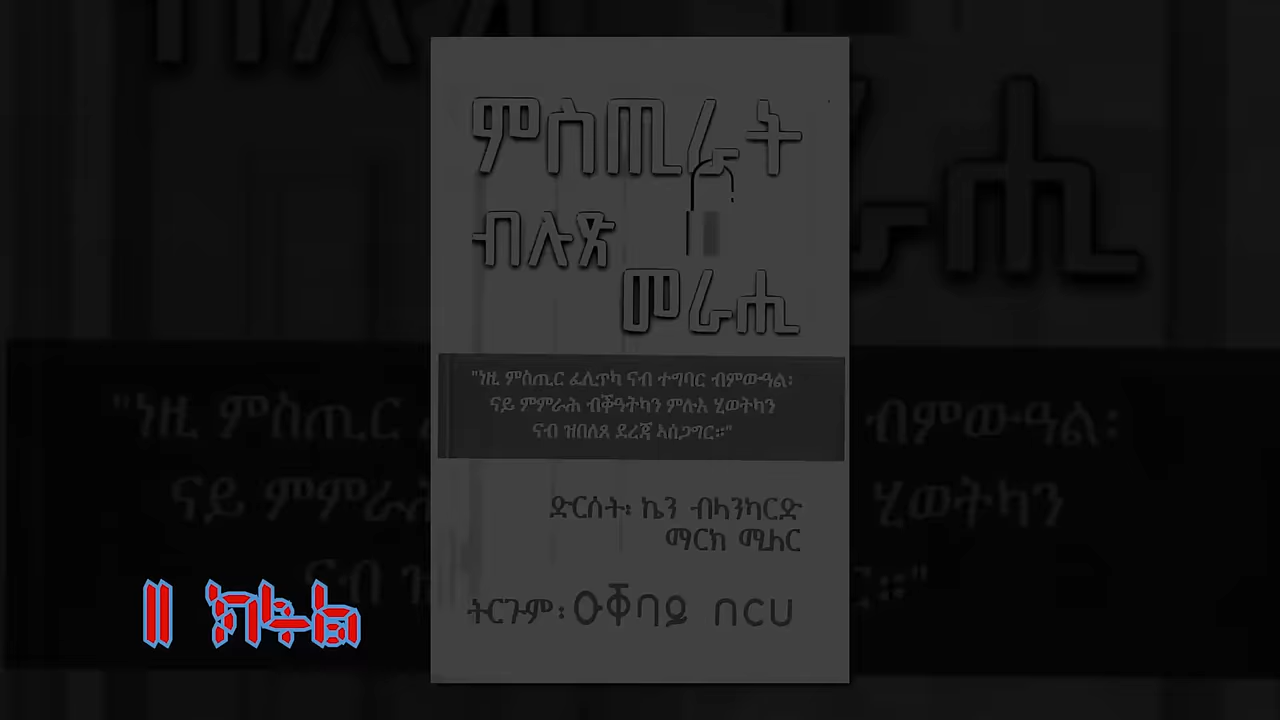 ምስጢራት
ብሉጽ
መራሒ
"ነዚ ምስጢር ፈሊጥካ ናብ ተግባር ብምውዓል፡
ናይ ምምራሕ ብቕዓትካን ምሉእ ሂወትካን
ናብ ዝበለጸ ደረጃ ኣሰጋግር።"
ድርሰት፡ ኬን ብላንካርድ
ማርክ ሚለር
ትርጉም፡ ዑቕባይ በርሀ
II ክፋል